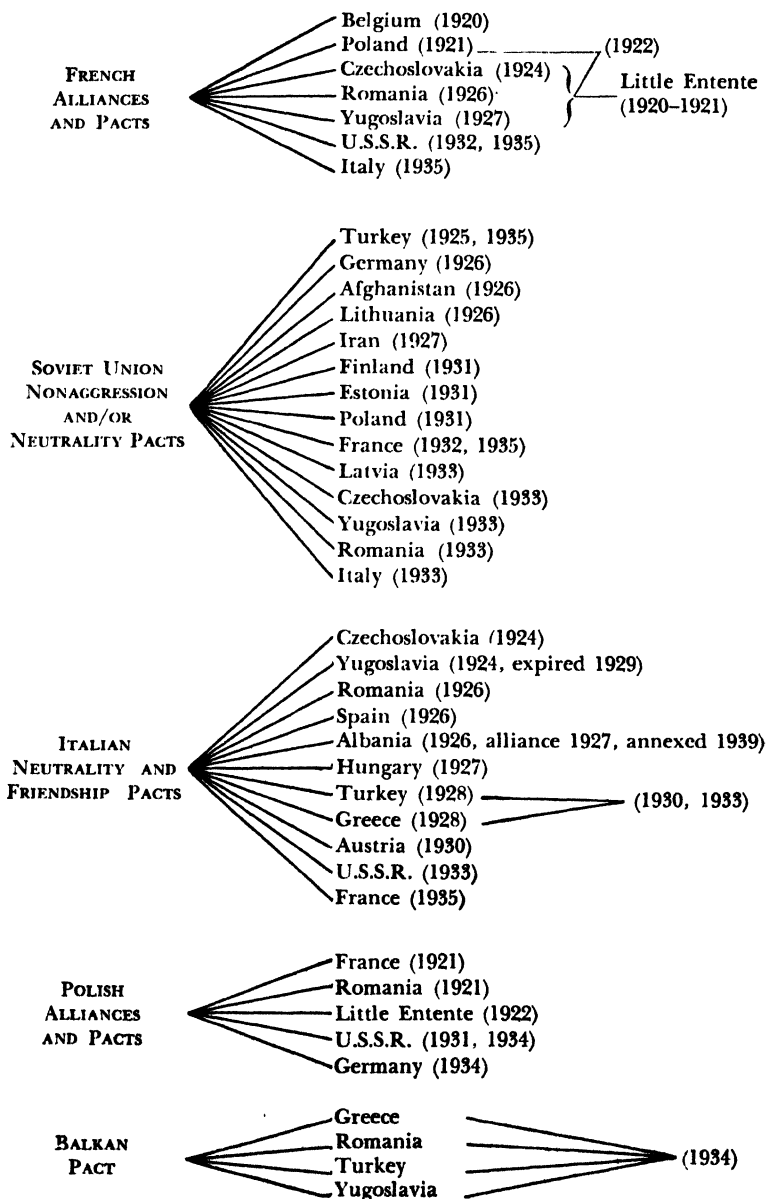 FRENCH
ALLIANCES
AND PACTS
Belgium (1920)
Poland (1921)
Czechoslovakia (1924)
Romania (1926)
Yugoslavia (1927)
U.S.S.R. (1932, 1935)
Italy (1935)
(1922)
Little Entente
(1920–1921)
SOVIET UNION
NONAGGRESSION
AND/OR
NEUTRALITY PACTS
Turkey (1925, 1935)
Germany (1926)
Afghanistan (1926)
Lithuania (1926)
Iran (1927)
Finland (1931)
Estonia (1931)
Poland (1931)
France (1932, 1935)
Latvia (1933)
Czechoslovakia (1933)
Yugoslavia (1933)
Romania (1933)
Italy (1933)
ITALIAN
NEUTRALITY AND
FRIENDSHIP PACTS
Czechoslovakia (1924)
Yugoslavia (1924, expired 1929)
Romania (1926)
Spain (1926)
Albania (1926, alliance 1927, annexed 1939)
Hungary (1927)
Turkey (1928)
Greece (1928)
(1930, 1933)
Austria (1930)
U.S.S.R. (1933)
France (1935)
POLISH
ALLIANCES
AND PACTS
France (1921)
Romania (1921)
Little Entente (1922)
U.S.S.R. (1931, 1934)
Germany (1934)
BALKAN
PACT
Greece
Romania
Turkey
Yugoslavia
(1934)